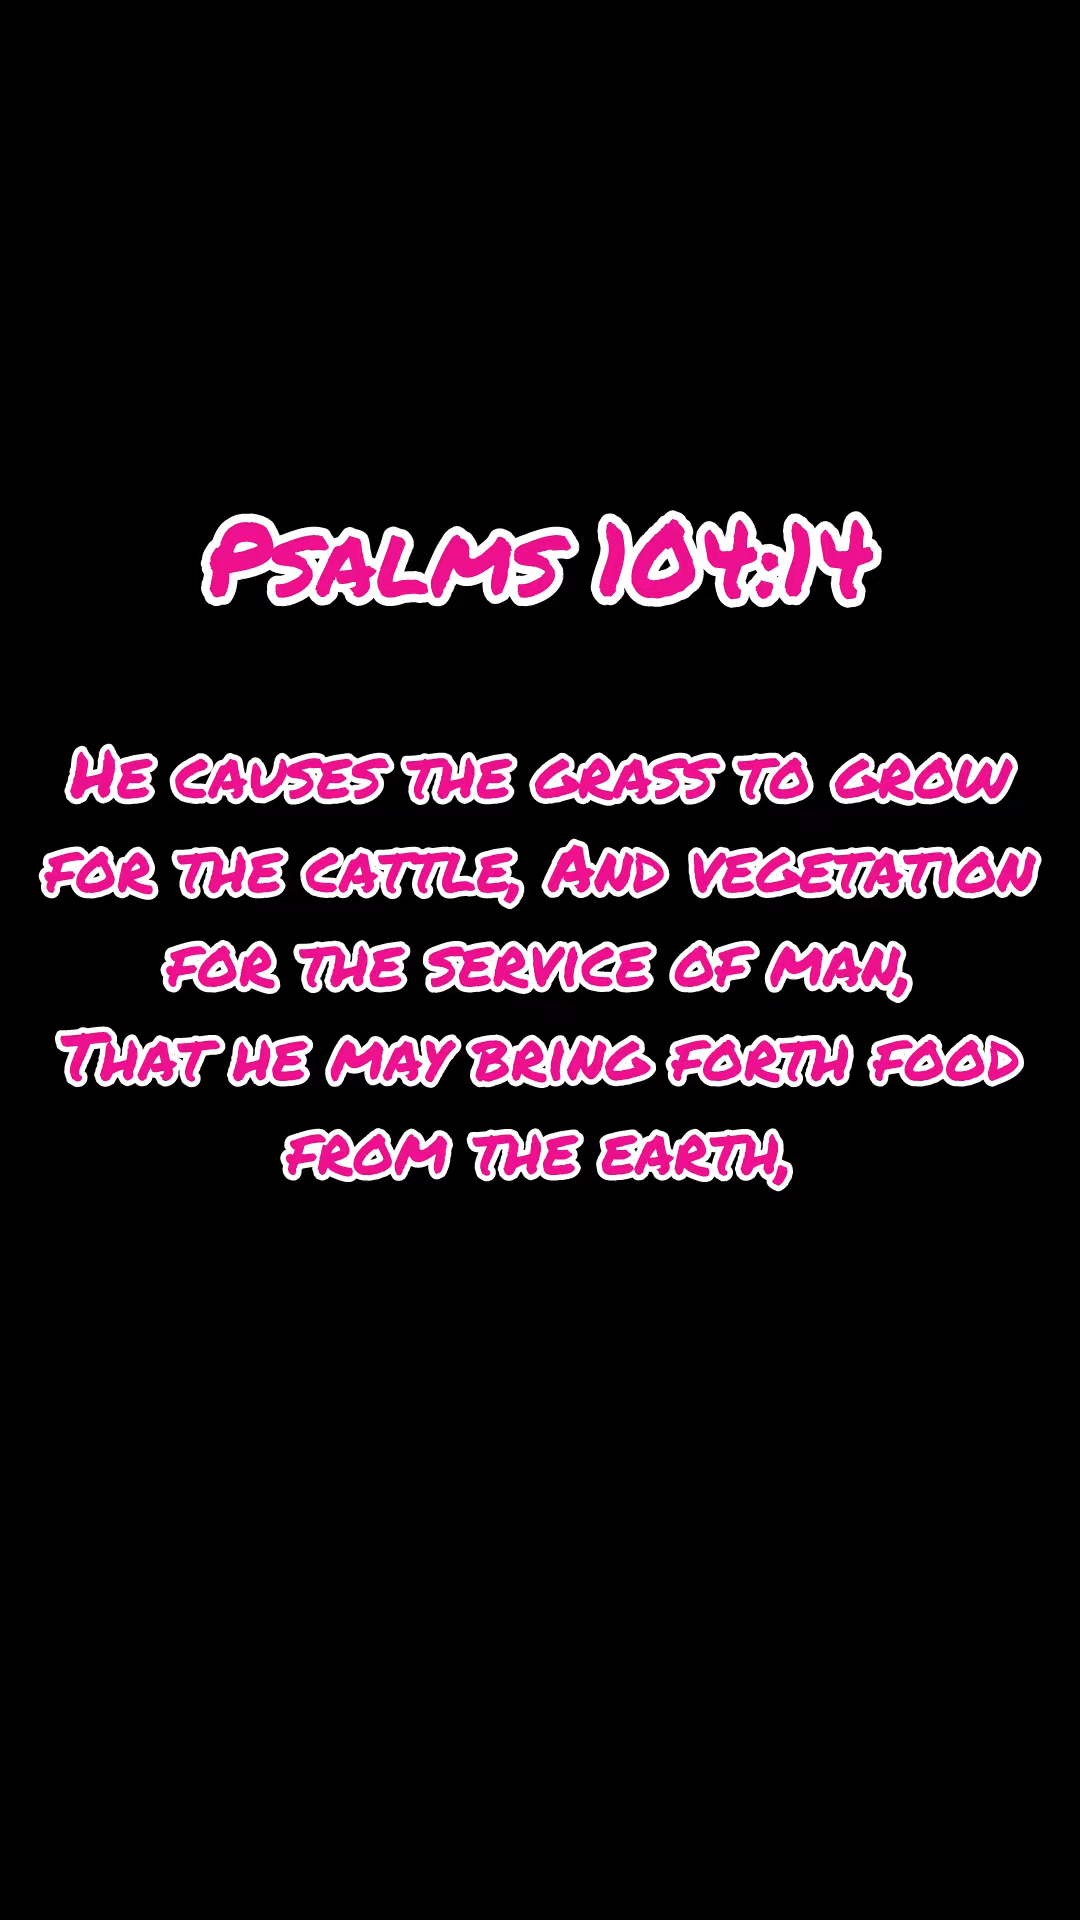 Psalms 104:14
He causes the grass to grow
for the cattle, And vegetation
for the service of man,
That he may bring forth food
from the earth,